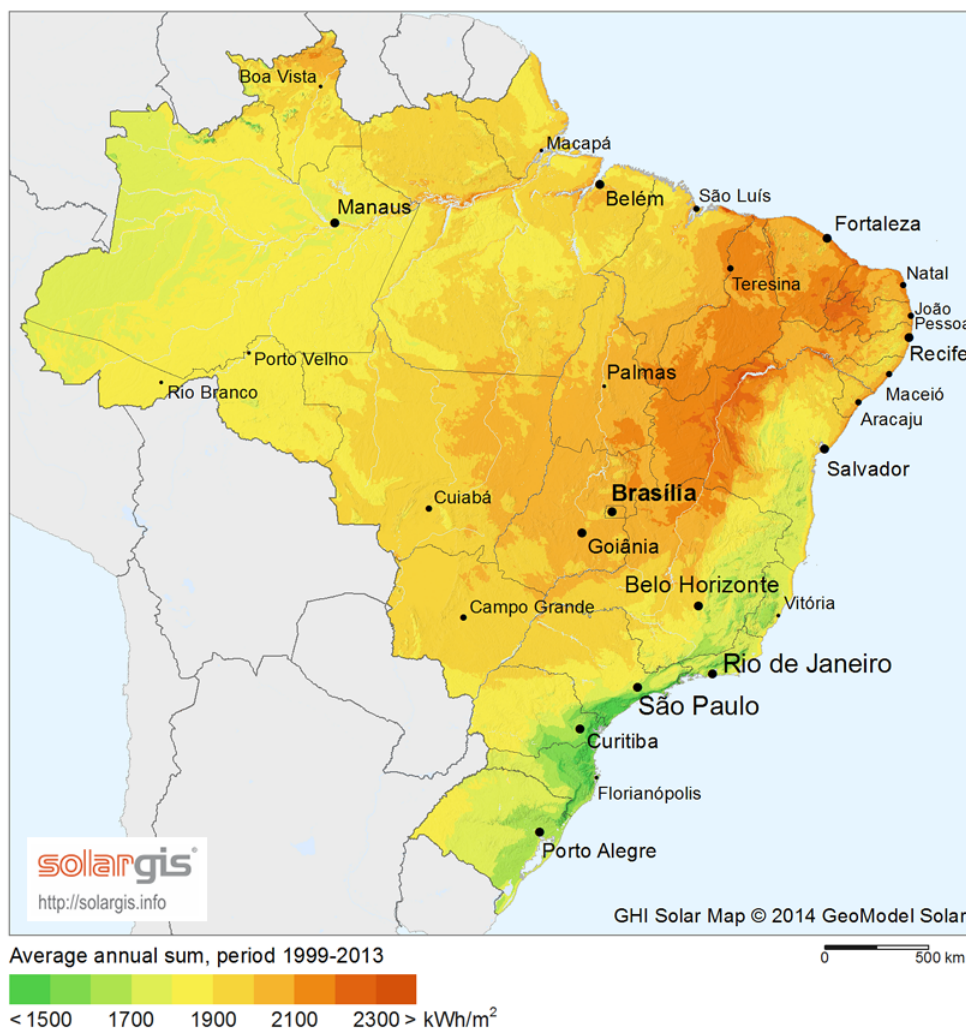 Boa Vista
Macapá
Belém
São Luís
Manaus
Fortaleza
Teresina
Natal
João
Pessoa
Recife
Porto Velho
Palmas
Rio Branco
Maceió
Aracaju
Salvador
Brasília
Cuiabá
Goiânia
Belo Horizonte
Campo Grande
Vitória
Rio de Janeiro
São Paulo
Curitiba
Florianópolis
Porto Alegre
solargis®
http://solargis.info
GHI Solar Map © 2014 GeoModel Solar
Average annual sum, period 1999-2013
0 500 km
< 1500 1700 1900 2100 2300 > kWh/m²